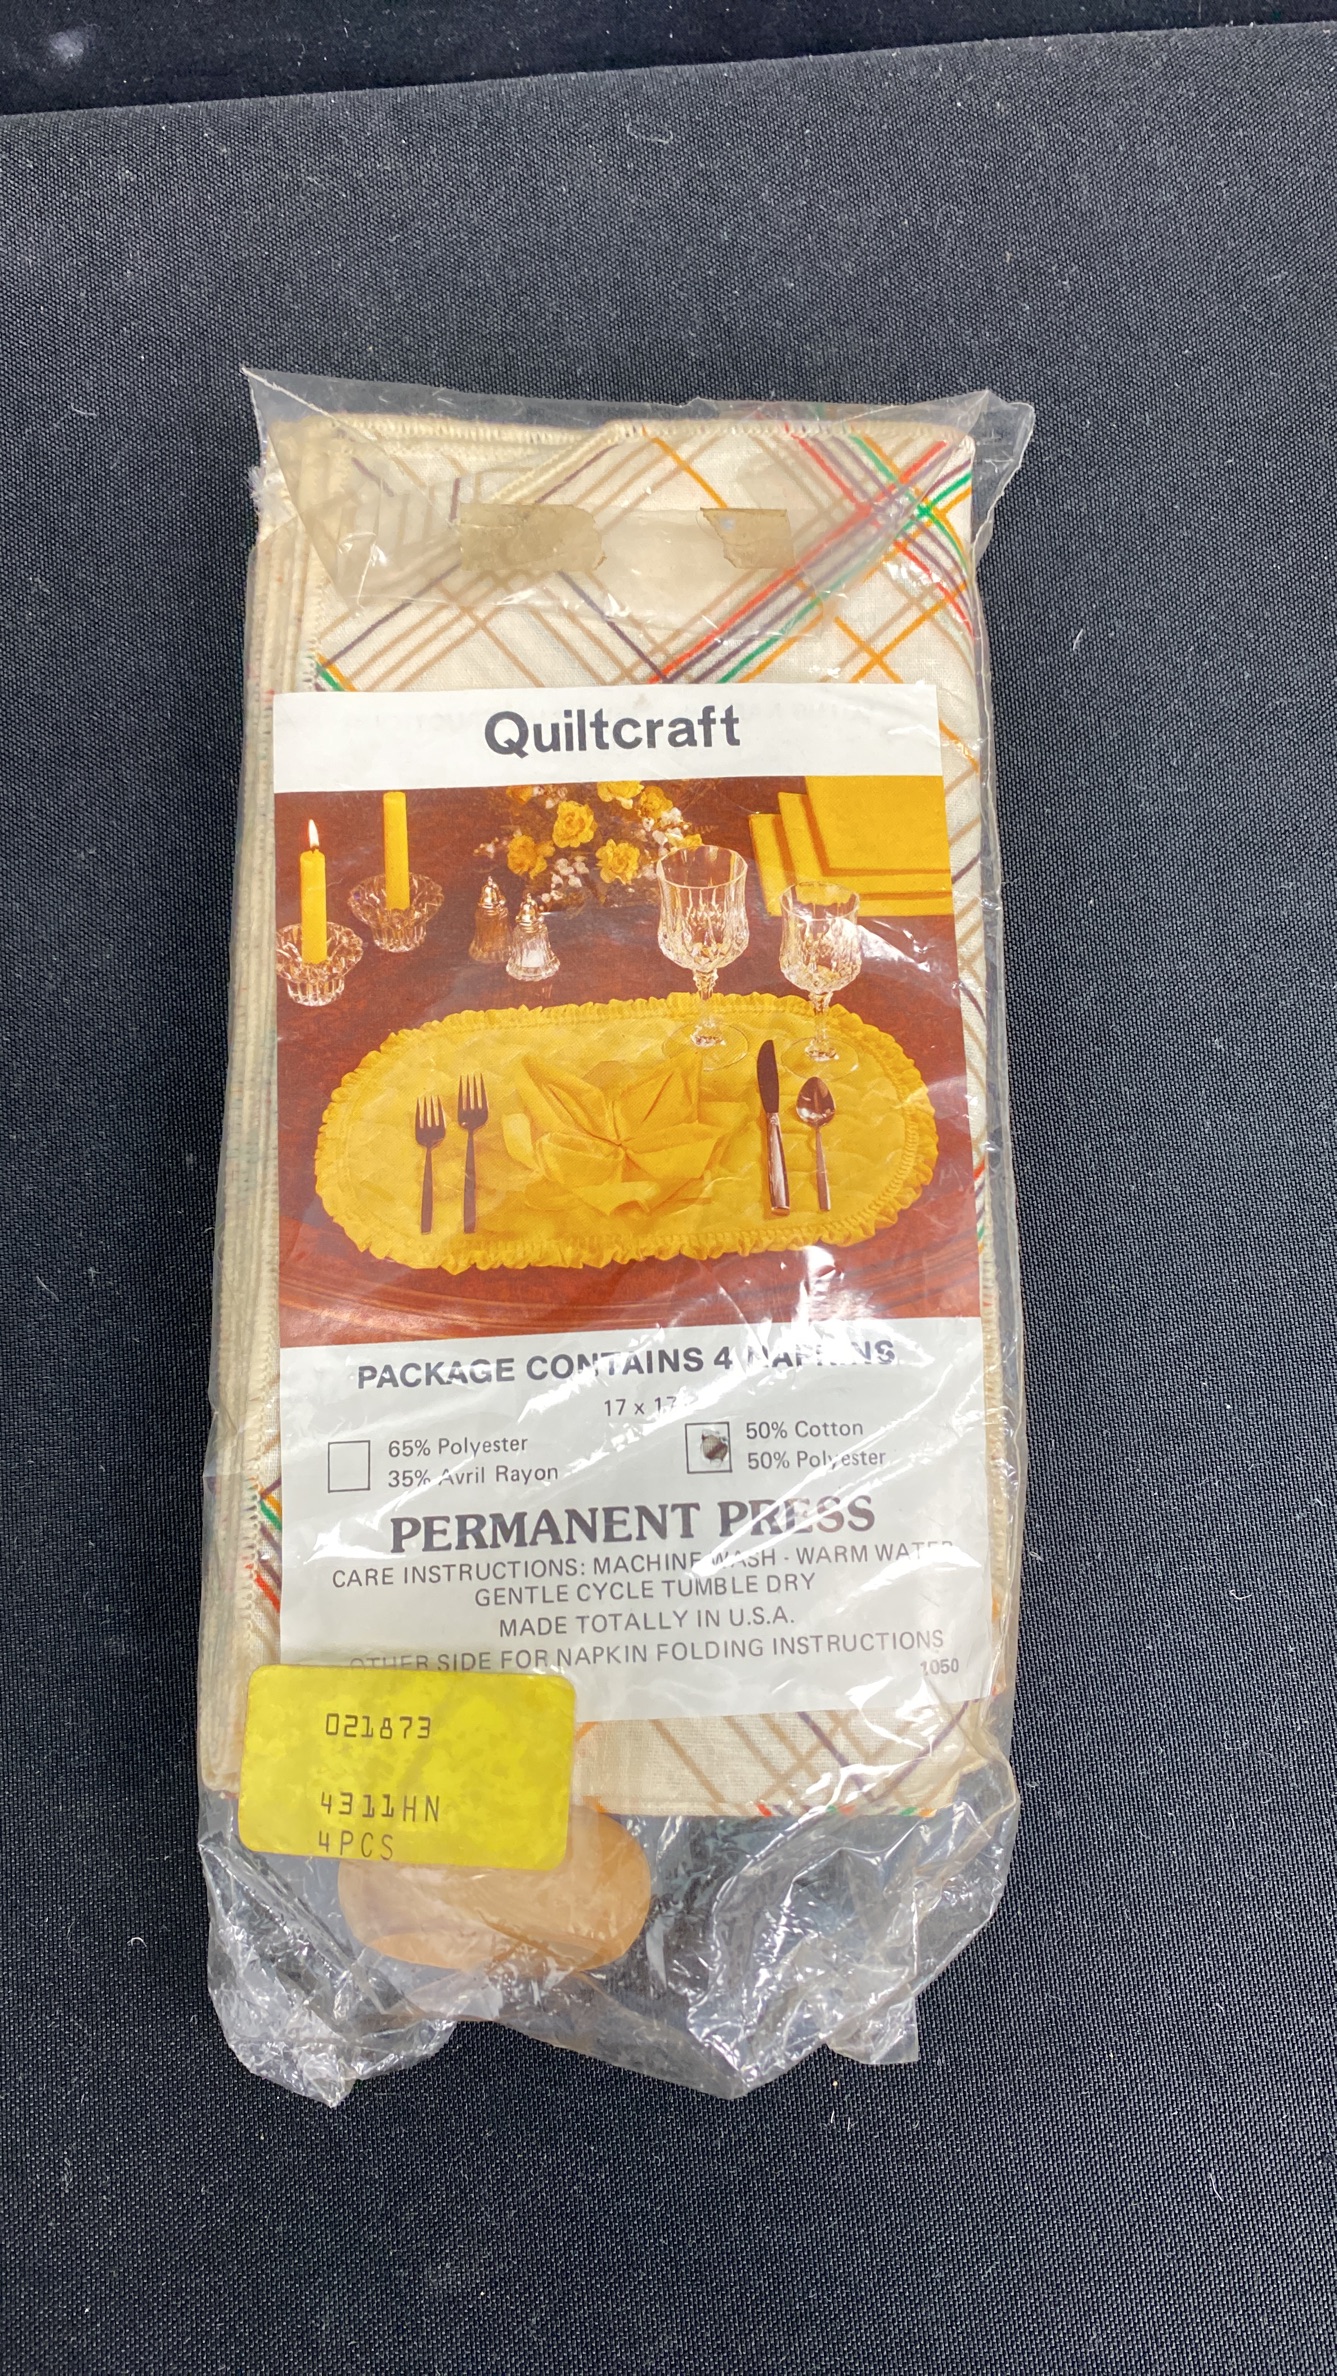 Quiltcraft
PACKAGE CONTAINS 4 NAPKINS
17 x 17
65% Polyester
35% Avril Rayon
50% Cotton
50% Polyester
PERMANENT PRESS
CARE INSTRUCTIONS: MACHINE WASH - WARM WATER
GENTLE CYCLE TUMBLE DRY
MADE TOTALLY IN U.S.A.
OTHER SIDE FOR NAPKIN FOLDING INSTRUCTIONS
1050
021873
4311HN
4PCS